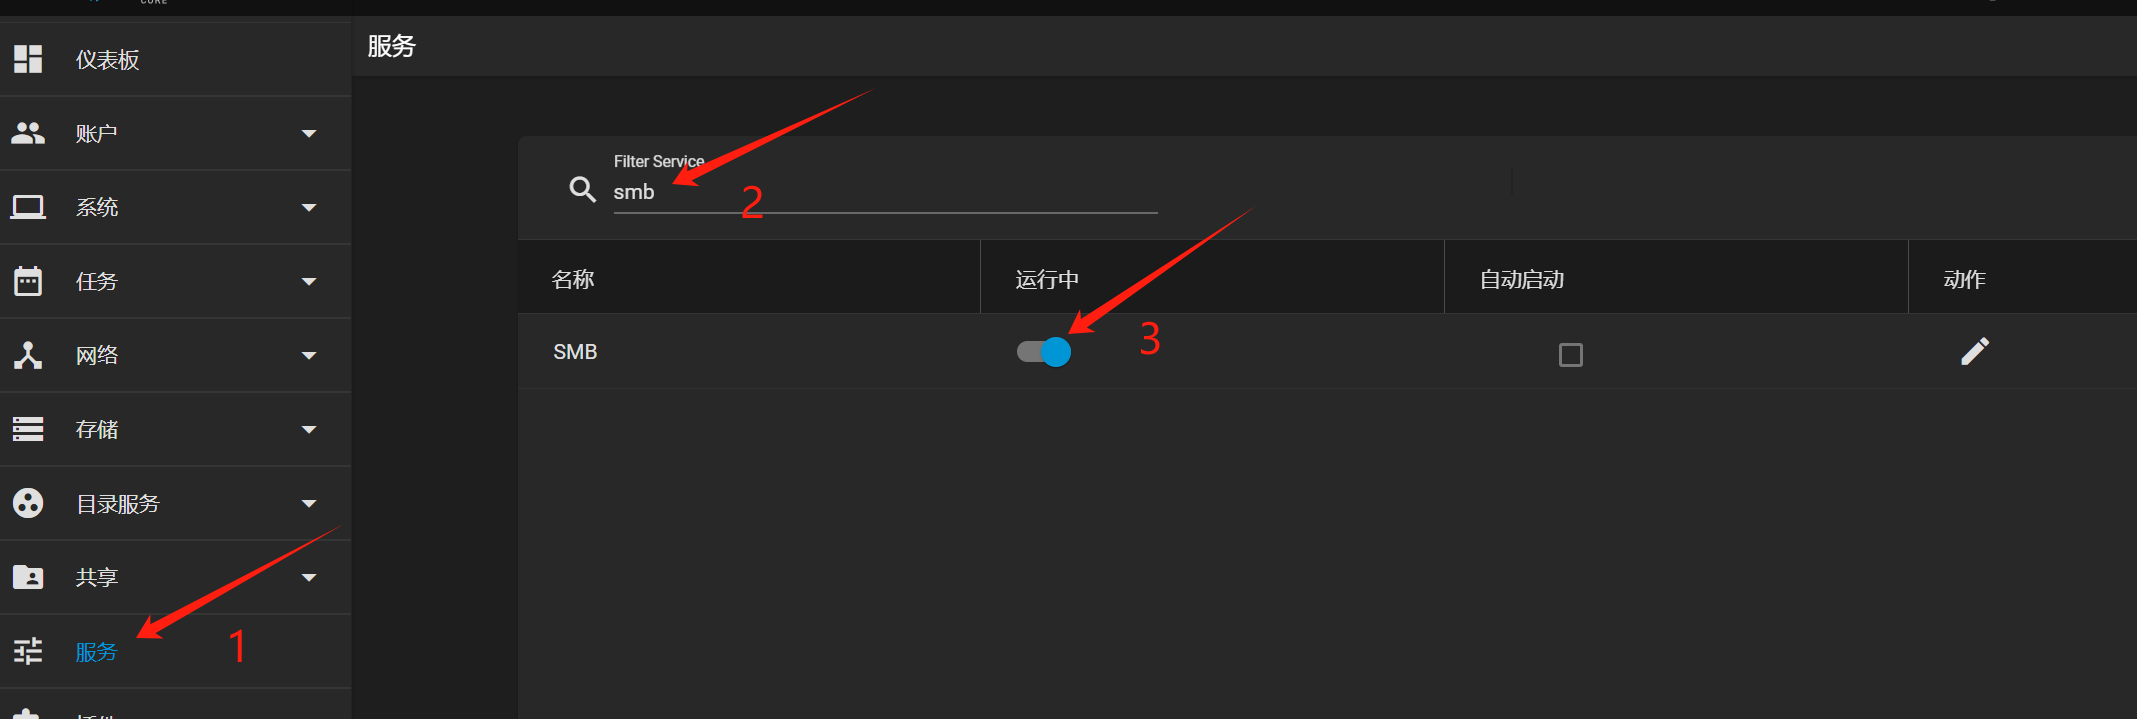 CORE
仪表板
账户
系统
任务
网络
存储
目录服务
共享
服务
1
插件
服务
Filter Service
smb
2
名称
运行中
自动启动
动作
SMB
3